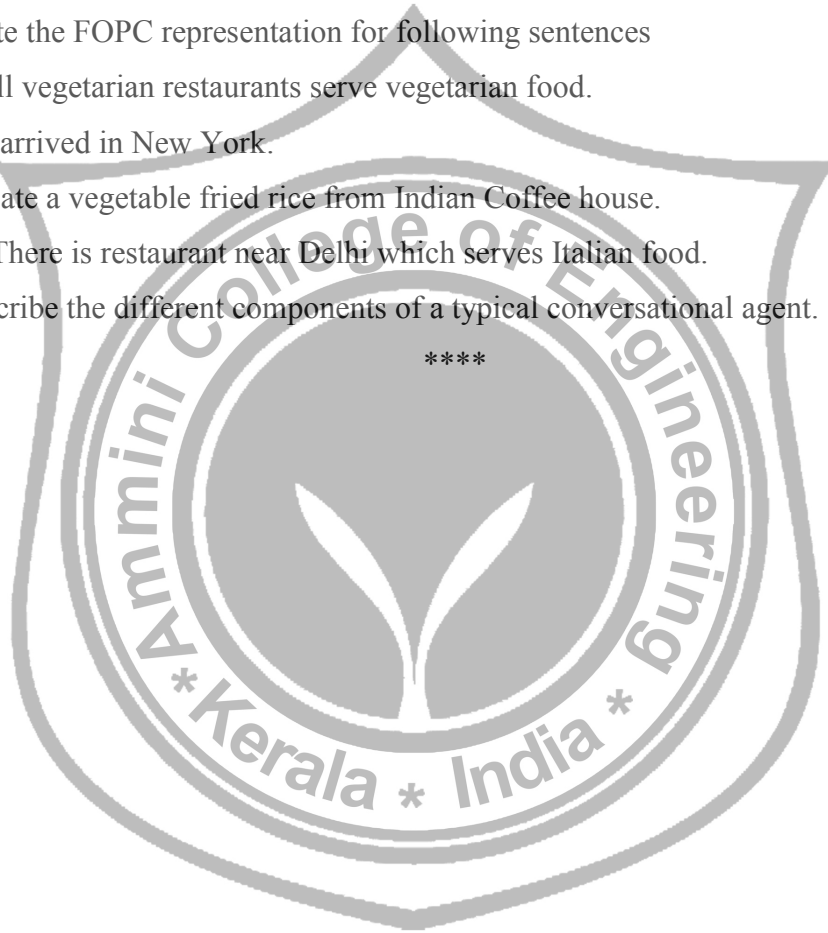 te the FOPC representation for following sentences
ll vegetarian restaurants serve vegetarian food.
arrived in New York.
ate a vegetable fried rice from Indian Coffee house.
There is restaurant near Delhi which serves Italian food.
cribe the different components of a typical conversational agent.
****
Ammini College of Engineering
* Kerala * India *